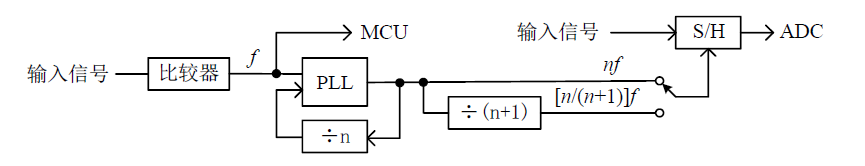 输入信号
S/H
ADC
MCU
输入信号
比较器
f
PLL
nf
÷n
÷(n+1)
[n/(n+1)]f